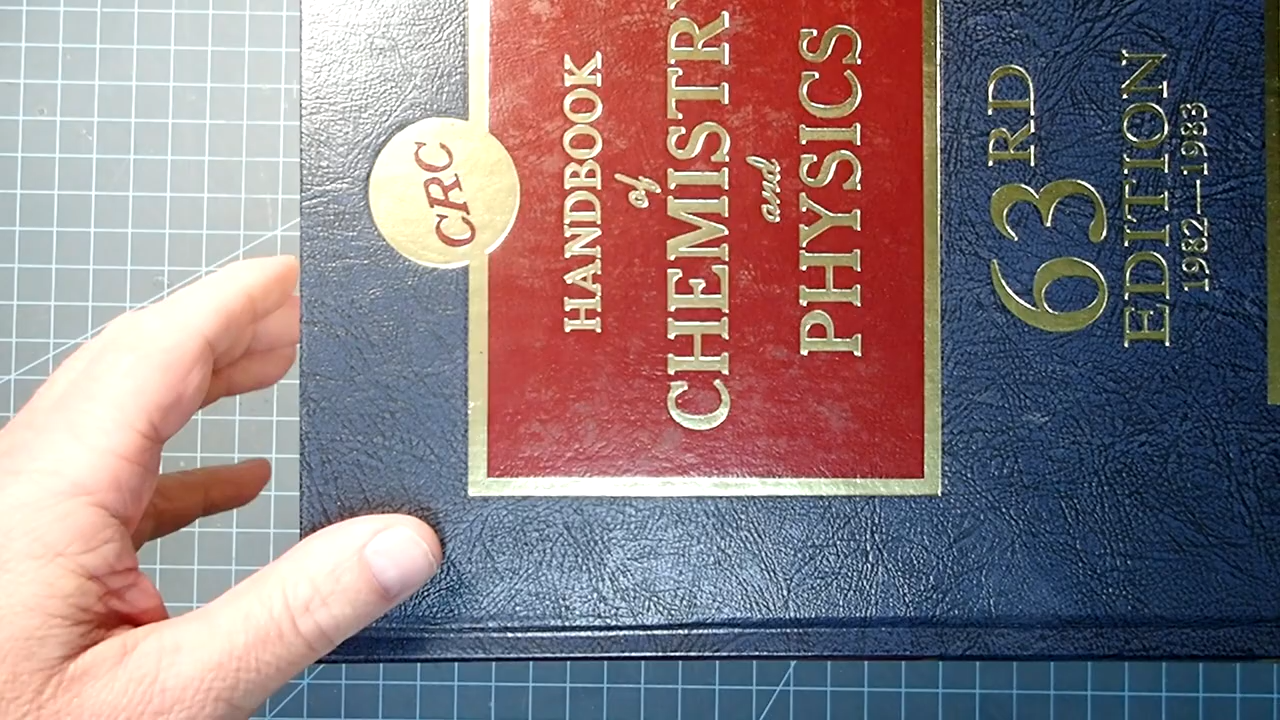 CRC
HANDBOOK
of
CHEMISTRY
and
PHYSICS
63RD
EDITION
1982—1983